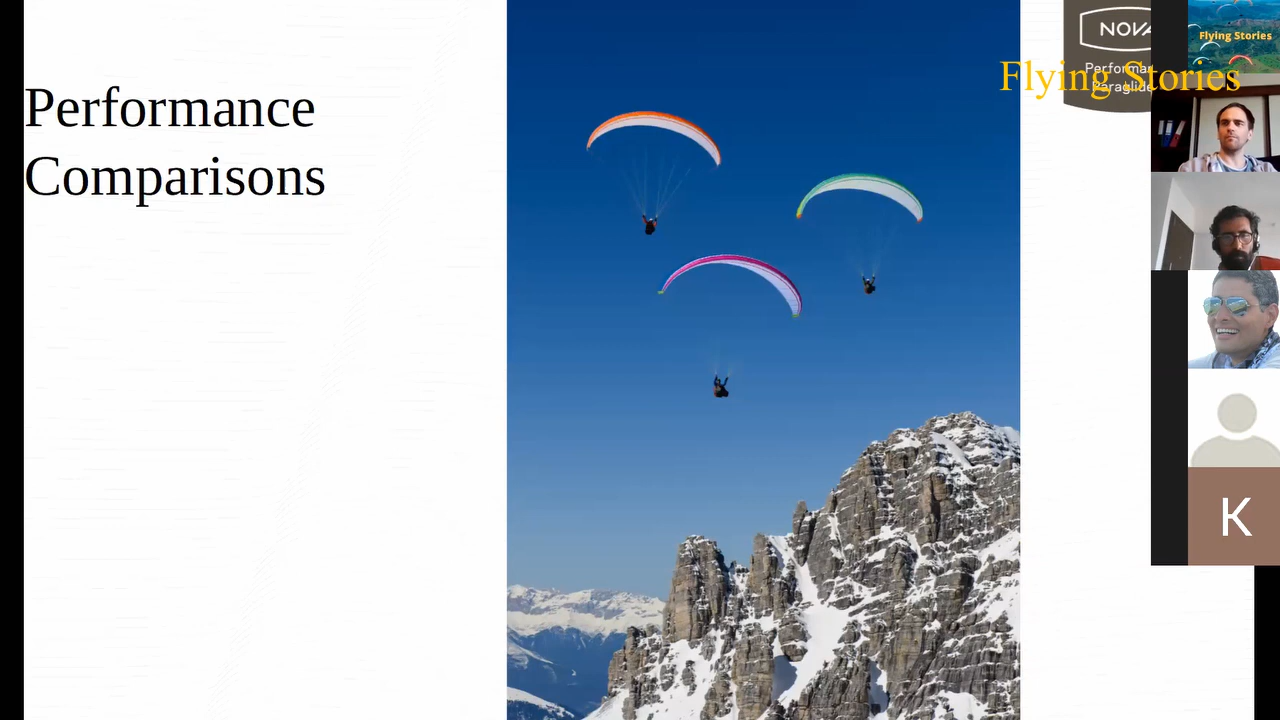 Performance
Comparisons
NOVA
Flying Stories
Flying Stories
K